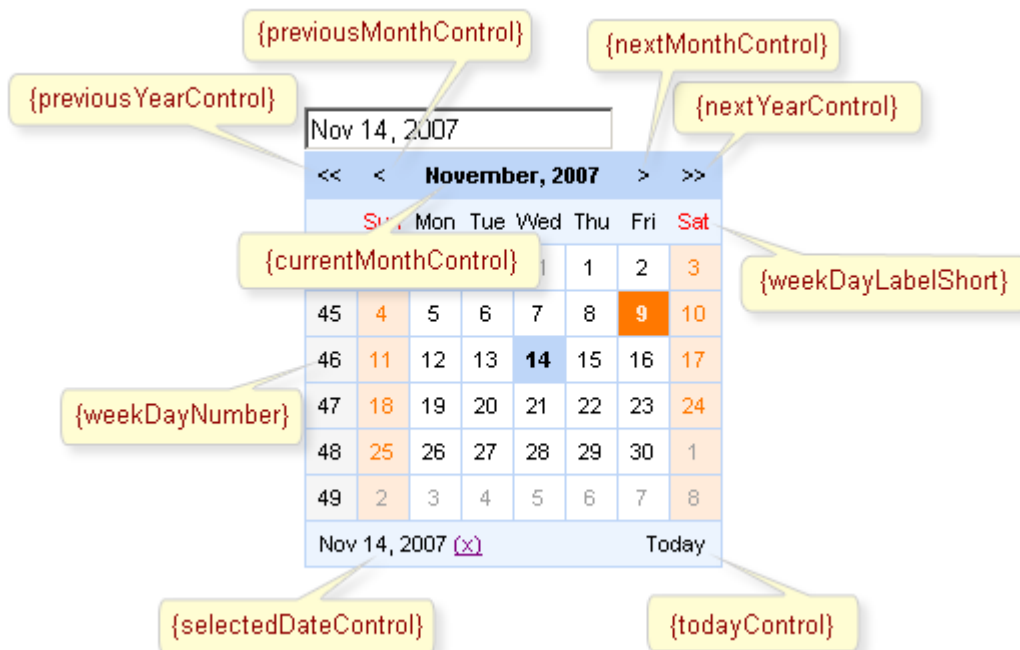 {previousMonthControl}
{nextMonthControl}
{previousYearControl}
{nextYearControl}
Nov 14, 2007
<< < November, 2007 > >>
Sun Mon Tue Wed Thu Fri Sat
{currentMonthControl}
1 2 3
{weekDayLabelShort}
45 4 5 6 7 8 9 10
46 11 12 13 14 15 16 17
{weekDayNumber}
47 18 19 20 21 22 23 24
48 25 26 27 28 29 30 1
49 2 3 4 5 6 7 8
Nov 14, 2007 (x) Today
{selectedDateControl}
{todayControl}